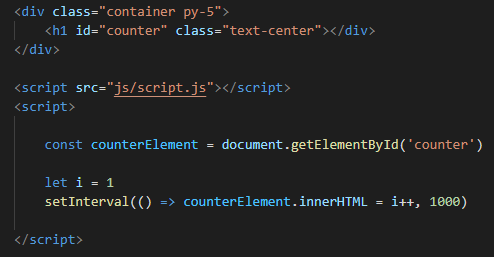 <div class="container py-5">
    <h1 id="counter" class="text-center"></div>
</div>
<script src="js/script.js"></script>
<script>
    const counterElement = document.getElementById('counter')
    let i = 1
    setInterval(() => counterElement.innerHTML = i++, 1000)
</script>